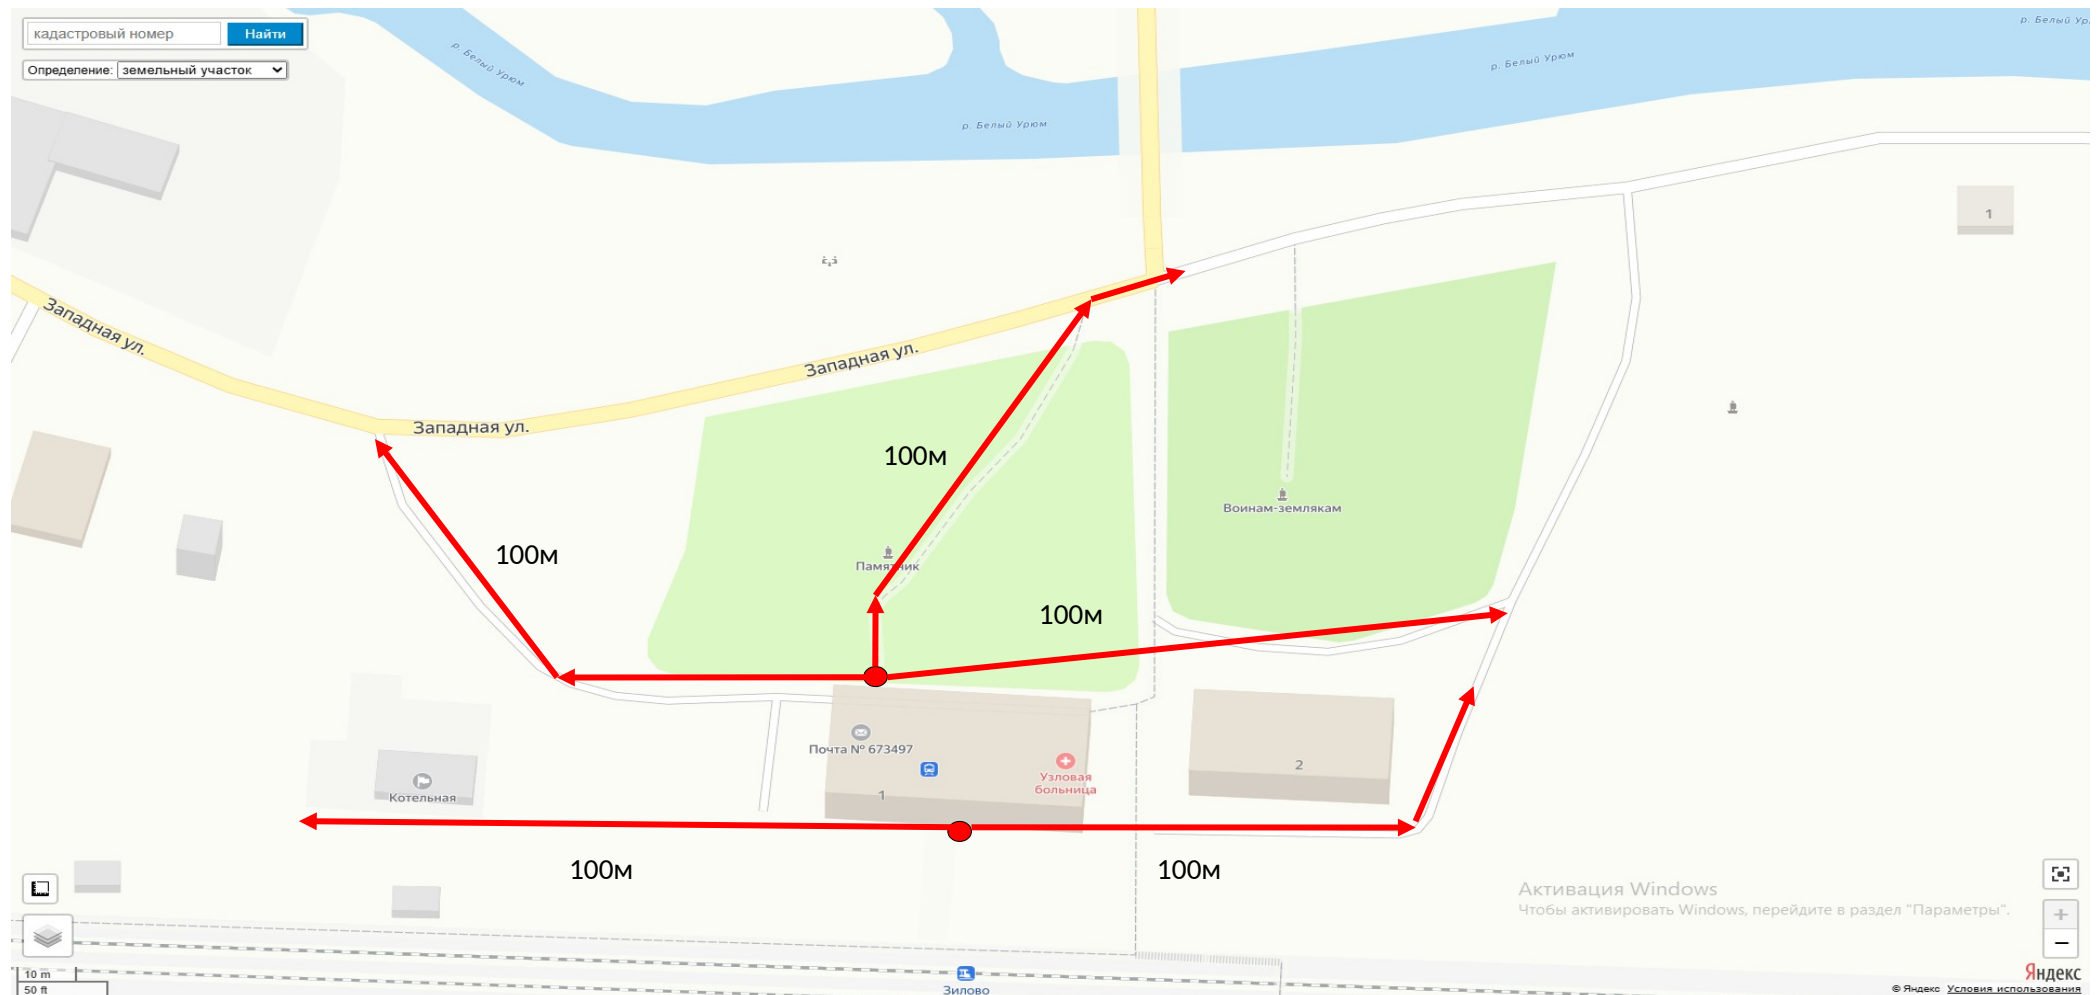 кадастровый номер
Найти
р. Белый Ур
р. Белый Урюм
р. Белый Урюм
Определение: земельный участок
р. Белый Урюм
1
Западная ул.
Западная ул.
Западная ул.
100м
Воинам-землякам
100м
Памятник
100м
Почта № 673497
Узловая
больница
2
1
Котельная
100м
100м
Активация Windows
Чтобы активировать Windows, перейдите в раздел "Параметры".
+
−
10 m
50 ft
Зилово
Яндекс
© Яндекс Условия использования